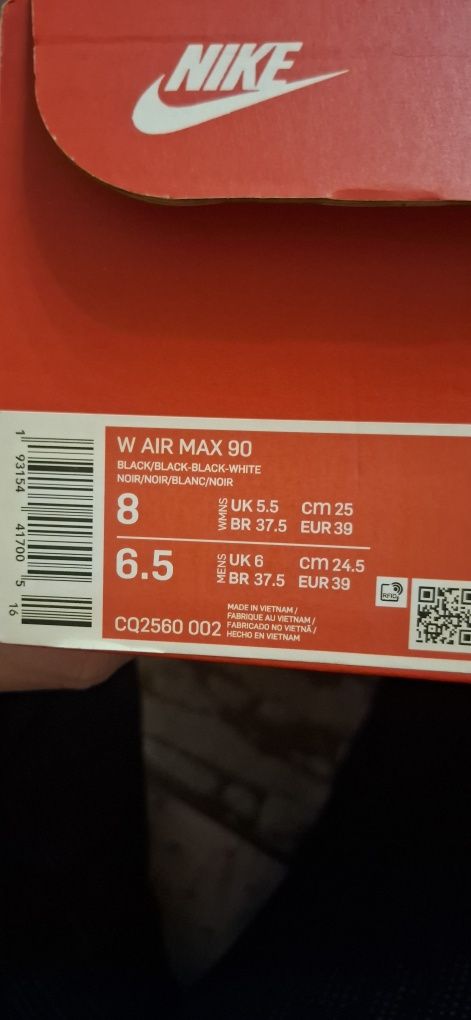 NIKE
W AIR MAX 90
BLACK/BLACK-BLACK-WHITE
NOIR/NOIR/BLANC/NOIR
8 WMNS UK 5.5 cm 25
BR 37.5 EUR 39
6.5 MENS UK 6 cm 24.5
BR 37.5 EUR 39
RFID
CQ2560 002
MADE IN VIETNAM /
FABRIQUE AU VIETNAM /
FABRICADO NO VIETNÃ /
HECHO EN VIETNAM
1 93154 41700 5
16